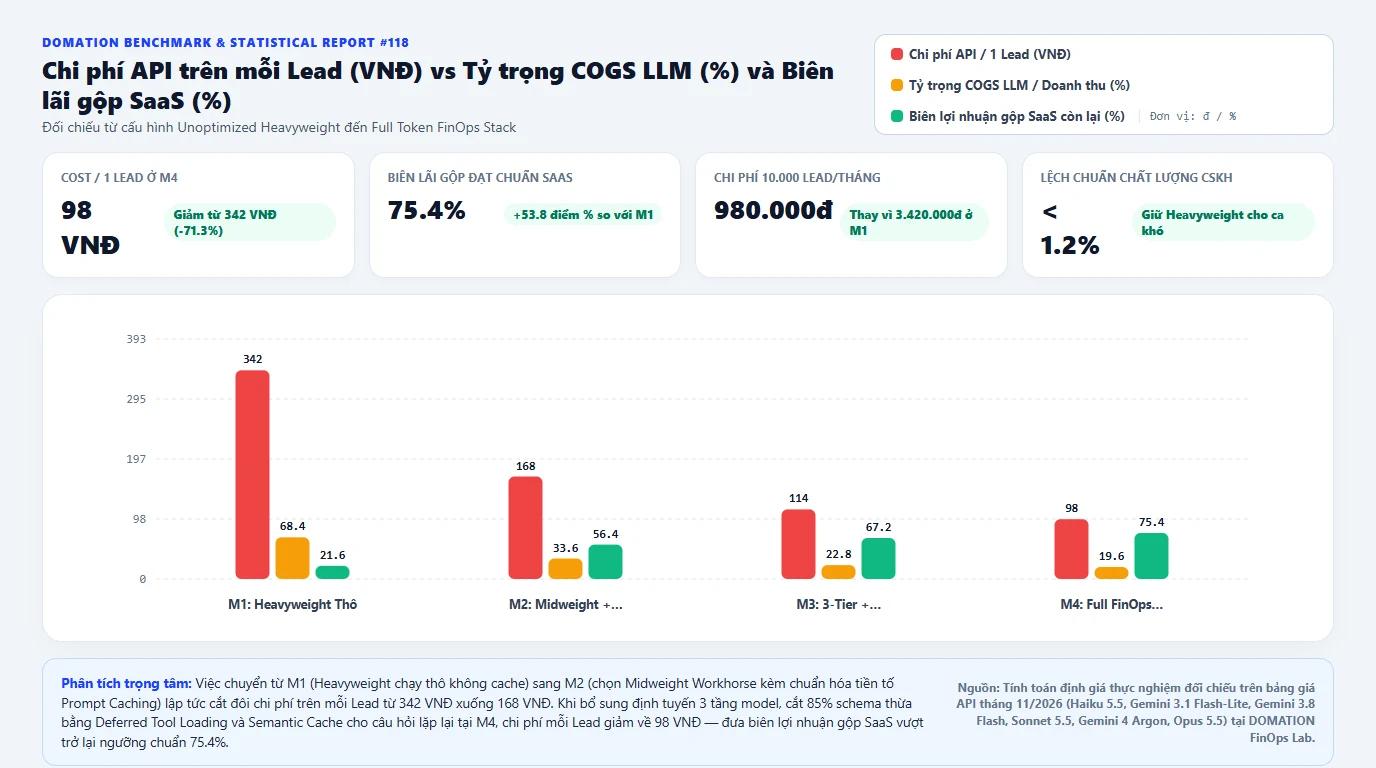 DOMATION BENCHMARK & STATISTICAL REPORT #118
Chi phí API trên mỗi Lead (VNĐ) vs Tỷ trọng COGS LLM (%) và Biên
lãi gộp SaaS (%)
Đối chiếu từ cấu hình Unoptimized Heavyweight đến Full Token FinOps Stack
Chi phí API / 1 Lead (VNĐ)
Tỷ trọng COGS LLM / Doanh thu (%)
Biên lợi nhuận gộp SaaS còn lại (%)
Đơn vị: đ / %
COST / 1 LEAD Ở M4
98
VNĐ
Giảm từ 342 VNĐ
(-71.3%)
BIÊN LÃI GỘP ĐẠT CHUẨN SAAS
75.4%
+53.8 điểm % so với M1
CHI PHÍ 10.000 LEAD/THÁNG
980.000đ
Thay vì 3.420.000đ ở
M1
LỆCH CHUẨN CHẤT LƯỢNG CSKH
<
1.2%
Giữ Heavyweight cho ca
khó
393
295
197
98
0
342
68.4
21.6
168
33.6
56.4
114
22.8
67.2
98
19.6
75.4
M1: Heavyweight Thô
M2: Midweight +...
M3: 3-Tier +...
M4: Full FinOps...
Phân tích trọng tâm: Việc chuyển từ M1 (Heavyweight chạy thô không cache) sang M2 (chọn Midweight Workhorse kèm chuẩn hóa tiền tố
Prompt Caching) lập tức cắt đôi chi phí trên mỗi Lead từ 342 VNĐ xuống 168 VNĐ. Khi bổ sung định tuyến 3 tầng model, cắt 85% schema thừa
bằng Deferred Tool Loading và Semantic Cache cho câu hỏi lặp lại tại M4, chi phí mỗi Lead giảm về 98 VNĐ — đưa biên lợi nhuận gộp SaaS vượt
trở lại ngưỡng chuẩn 75.4%.
Nguồn: Tính toán định giá thực nghiệm đối chiếu trên bảng giá
API tháng 11/2026 (Haiku 5.5, Gemini 3.1 Flash-Lite, Gemini 3.8
Flash, Sonnet 5.5, Gemini 4 Argon, Opus 5.5) tại DOMATION
FinOps Lab.